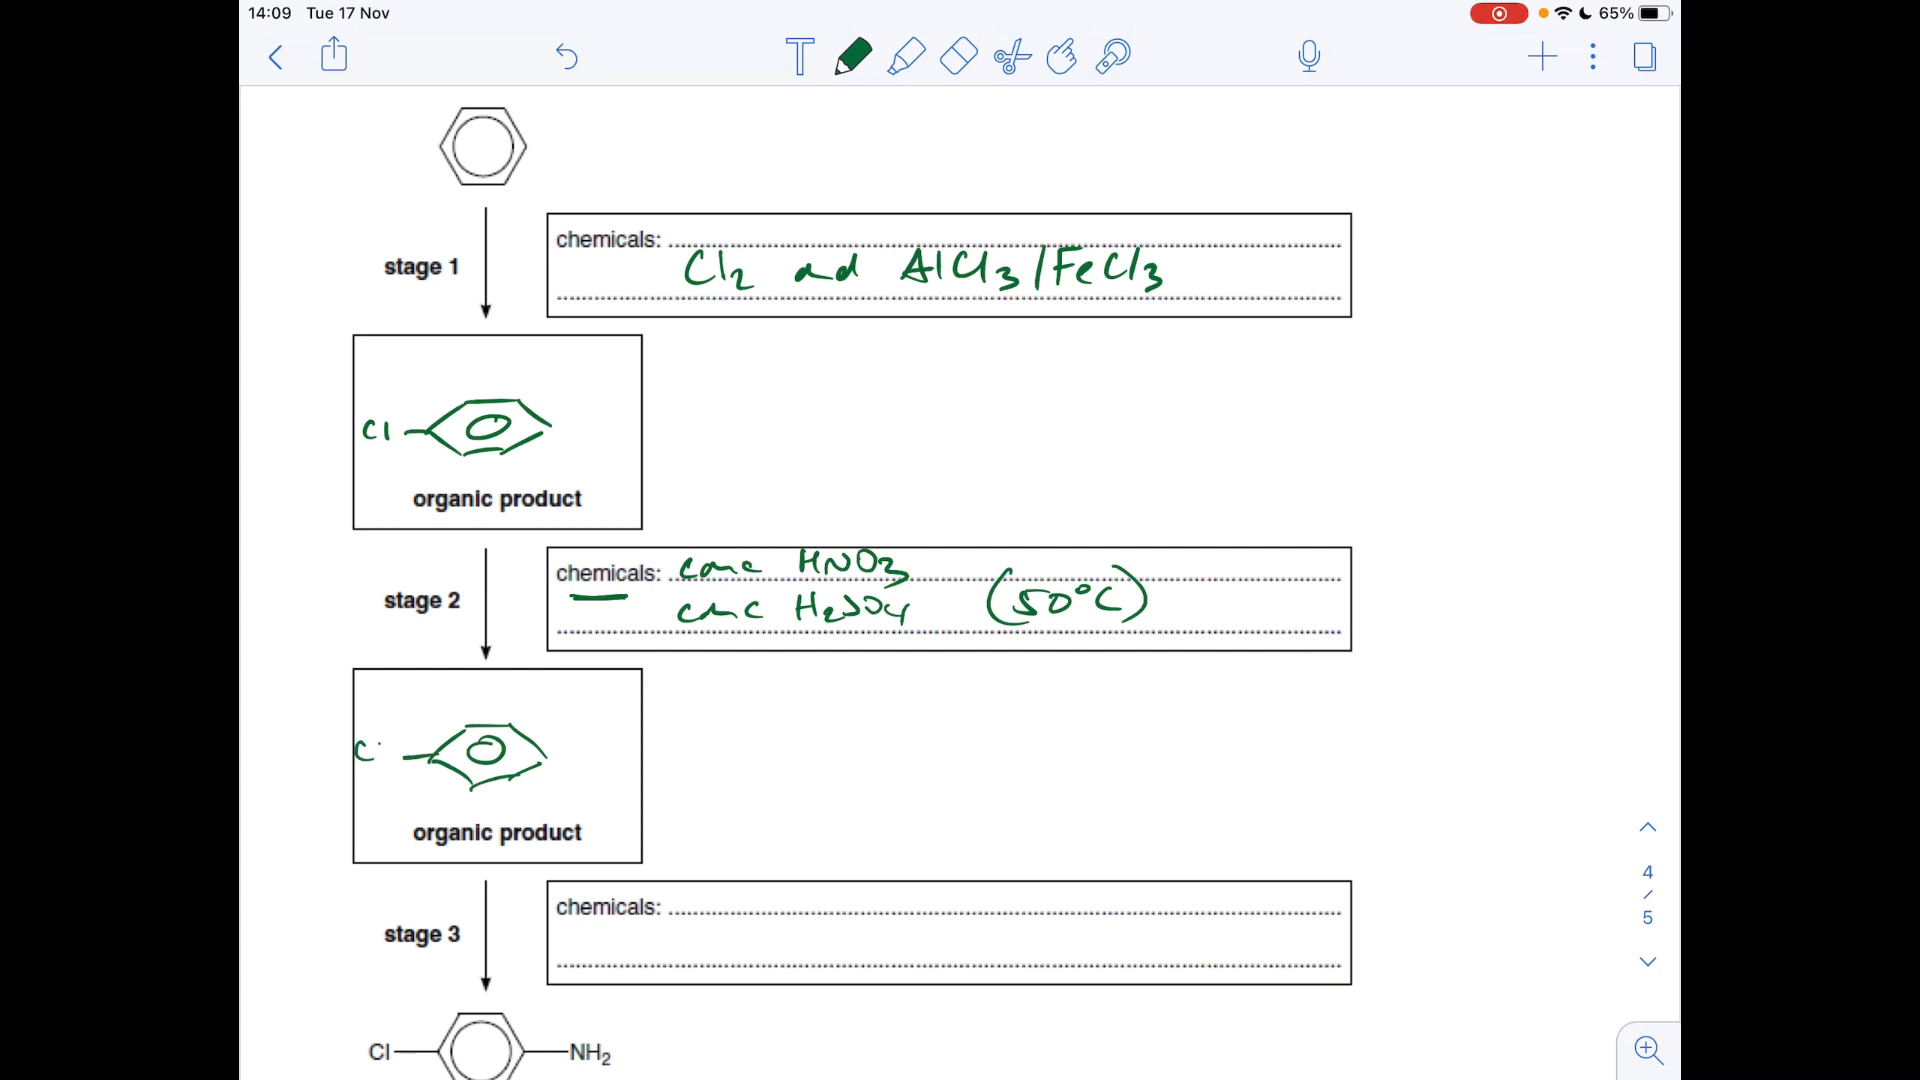 14:09 Tue 17 Nov
65%
T
stage 1
chemicals:
Cl₂ and AlCl₃/FeCl₃
Cl
organic product
stage 2
chemicals: conc HNO₃
conc H₂SO₄ (50°C)
C
organic product
stage 3
chemicals:
Cl NH₂
4
/
5